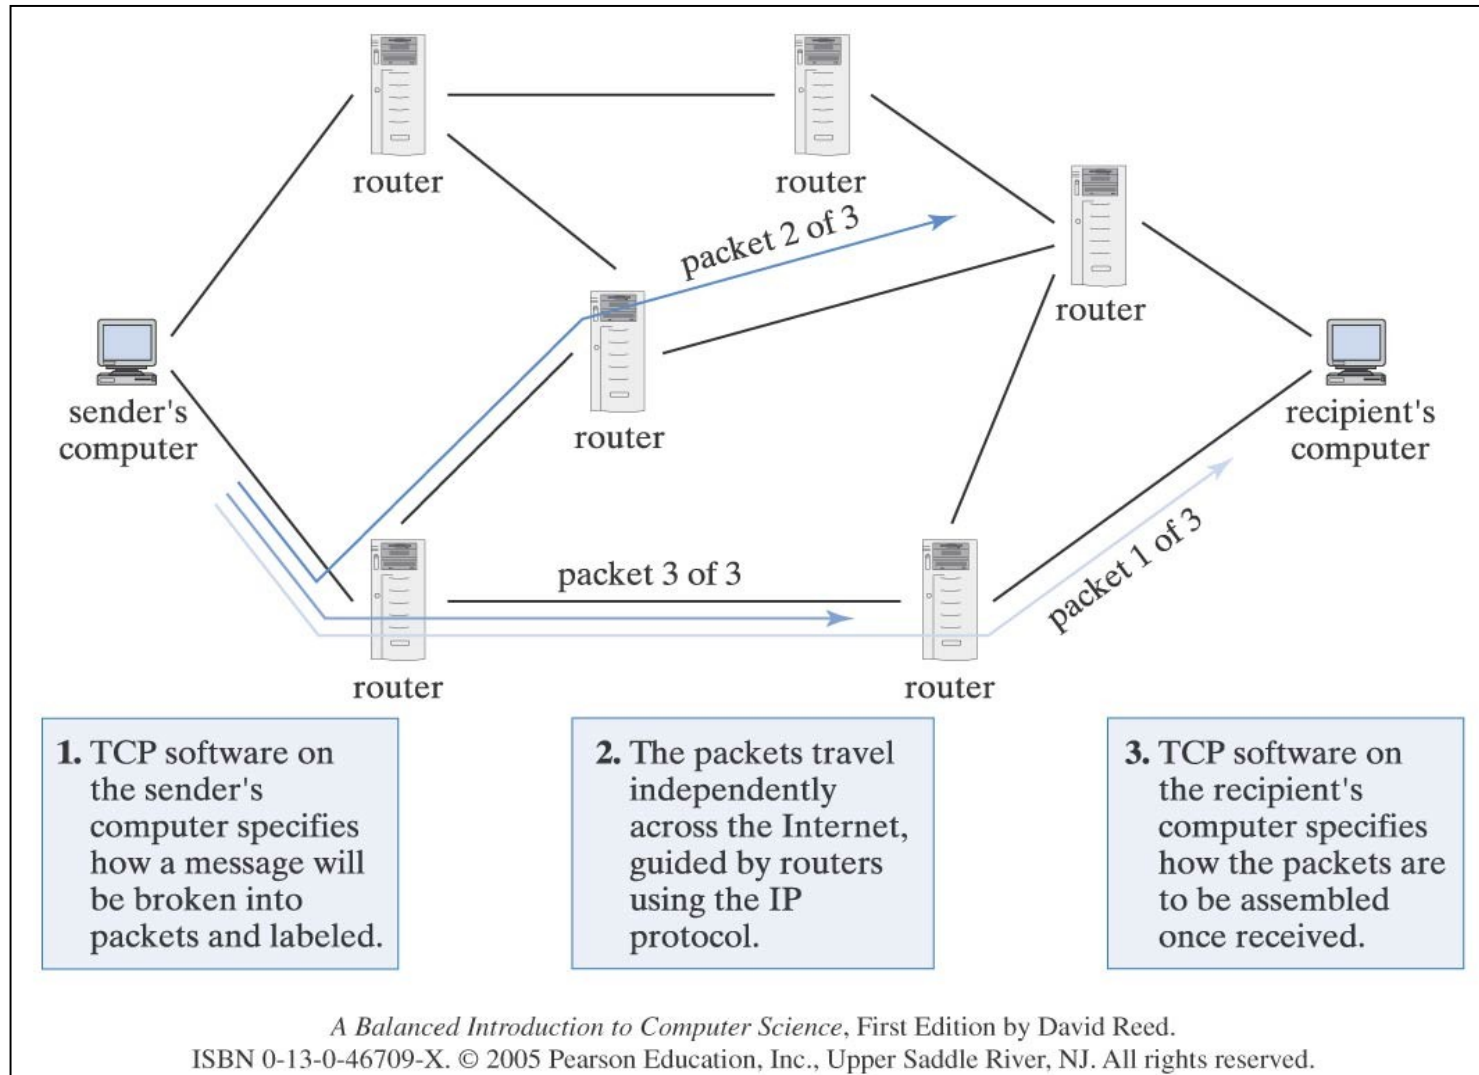 router
router
packet 2 of 3
router
sender's
computer
router
recipient's
computer
packet 3 of 3
packet 1 of 3
router
router
1. TCP software on
the sender's
computer specifies
how a message will
be broken into
packets and labeled.
2. The packets travel
independently
across the Internet,
guided by routers
using the IP
protocol.
3. TCP software on
the recipient's
computer specifies
how the packets are
to be assembled
once received.
A Balanced Introduction to Computer Science, First Edition by David Reed.
ISBN 0-13-0-46709-X. © 2005 Pearson Education, Inc., Upper Saddle River, NJ. All rights reserved.